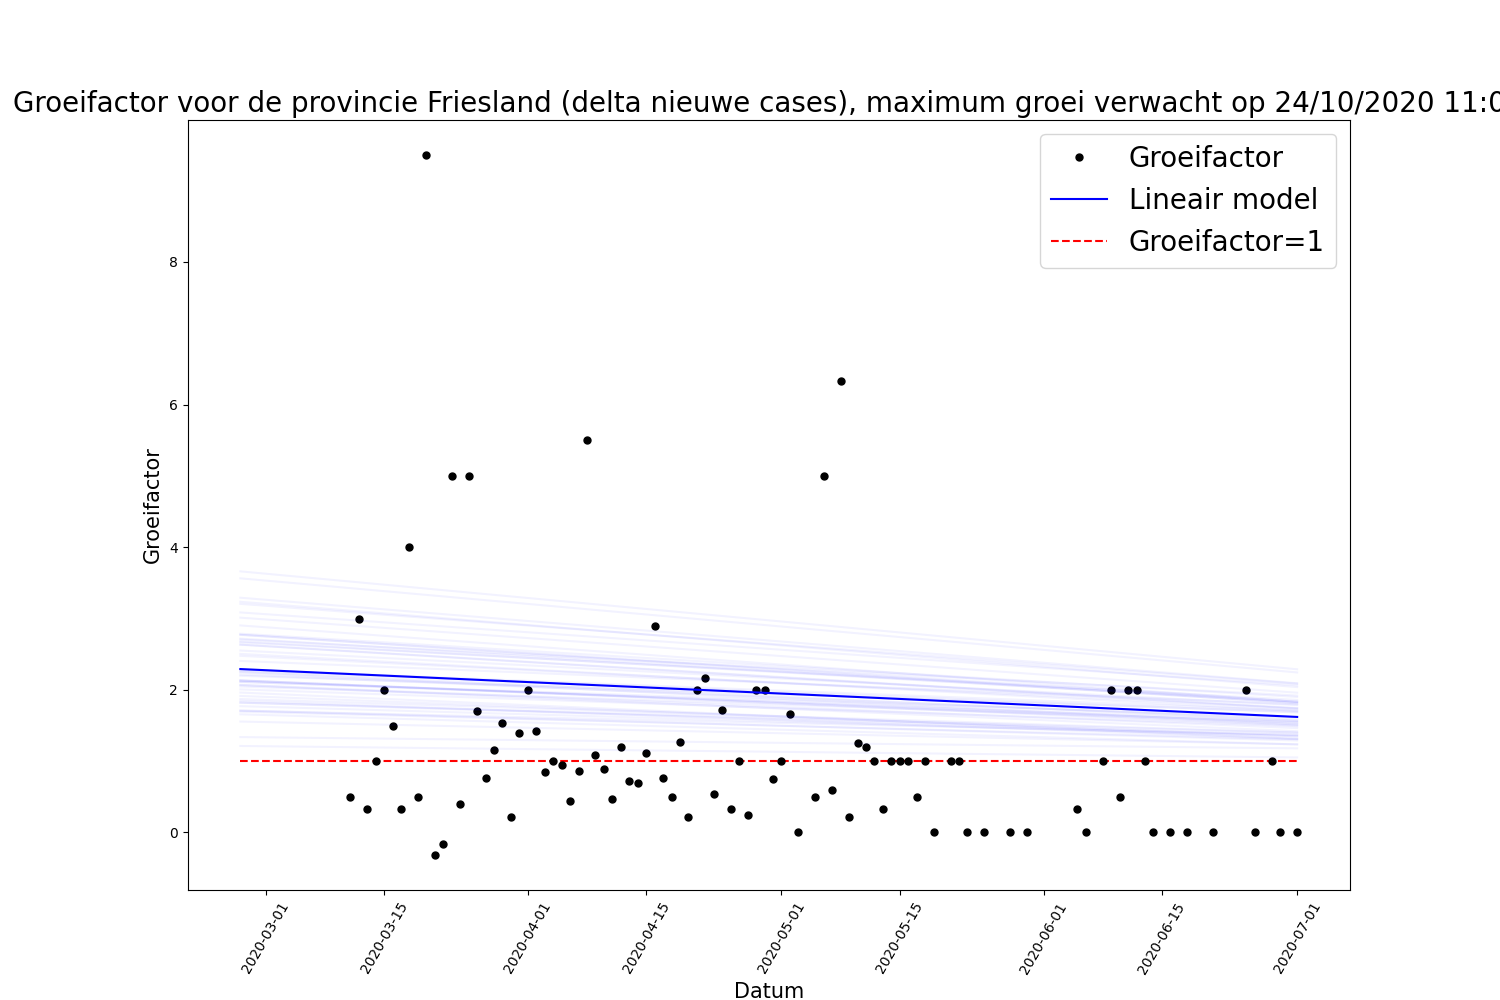 Groeifactor voor de provincie Friesland (delta nieuwe cases), maximum groei verwacht op 24/10/2020 11:0
Groeifactor
Lineair model
Groeifactor=1
Groeifactor
8
6
4
2
0
2020-03-01
2020-03-15
2020-04-01
2020-04-15
2020-05-01
2020-05-15
2020-06-01
2020-06-15
2020-07-01
Datum